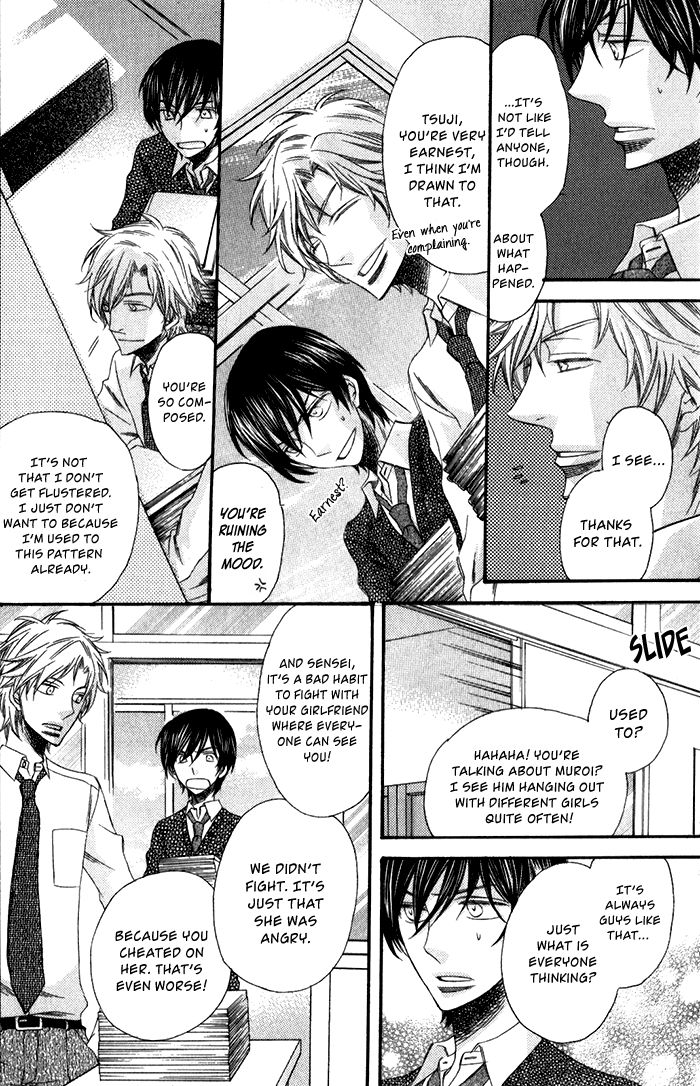 ...IT'S
NOT LIKE
I'D TELL
ANYONE,
THOUGH.
ABOUT
WHAT
HAP-
PENED.
I SEE...
THANKS
FOR THAT.
TSUJI,
YOU'RE VERY
EARNEST,
I THINK I'M
DRAWN TO
THAT.
Even when you're
complaining.
Earnest?
YOU'RE
RUINING
THE
MOOD.
YOU'RE
SO COM-
POSED.
IT'S NOT
THAT I DON'T
GET FLUSTERED.
I JUST DON'T
WANT TO BECAUSE
I'M USED TO
THIS PATTERN
ALREADY.
SLIDE
USED
TO?
HAHAHA! YOU'RE
TALKING ABOUT MUROI?
I SEE HIM HANGING OUT
WITH DIFFERENT GIRLS
QUITE OFTEN!
IT'S
ALWAYS
GUYS LIKE
THAT...
JUST
WHAT IS
EVERYONE
THINKING?
AND SENSEI,
IT'S A BAD HABIT
TO FIGHT WITH
YOUR GIRLFRIEND
WHERE EVERY-
ONE CAN SEE
YOU!
WE DIDN'T
FIGHT. IT'S
JUST THAT
SHE WAS
ANGRY.
BECAUSE YOU
CHEATED ON
HER. THAT'S
EVEN WORSE!